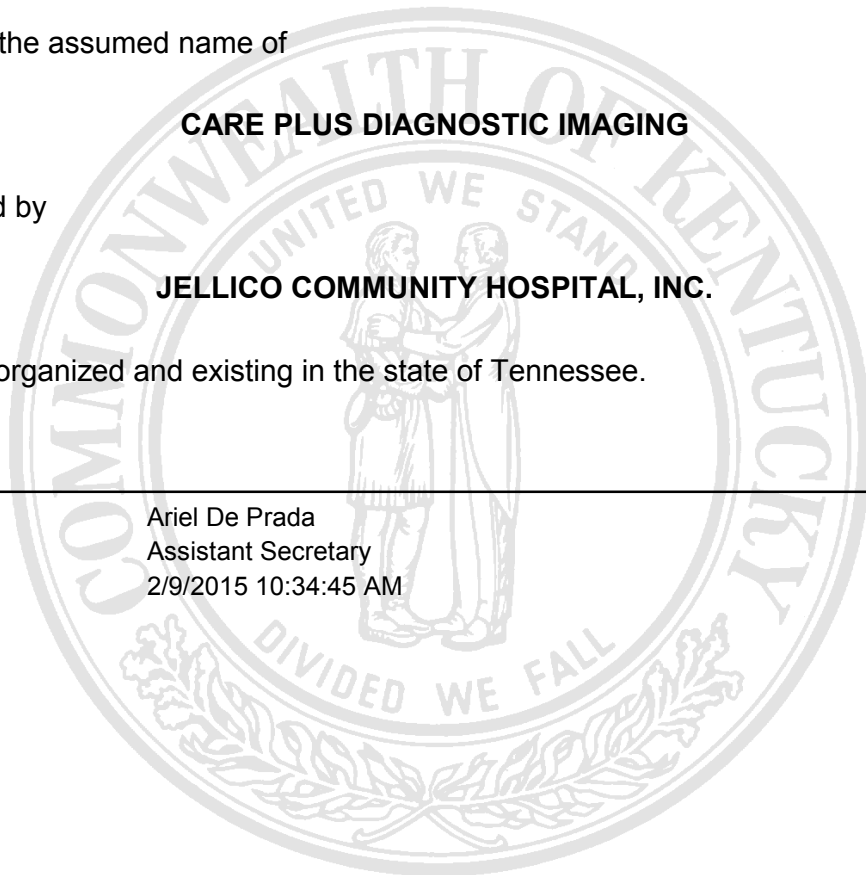 the assumed name of
CARE PLUS DIAGNOSTIC IMAGING
d by
JELLICO COMMUNITY HOSPITAL, INC.
organized and existing in the state of Tennessee.
Ariel De Prada
Assistant Secretary
2/9/2015 10:34:45 AM
COMMONWEALTH OF KENTUCKY
UNITED WE STAND
DIVIDED WE FALL